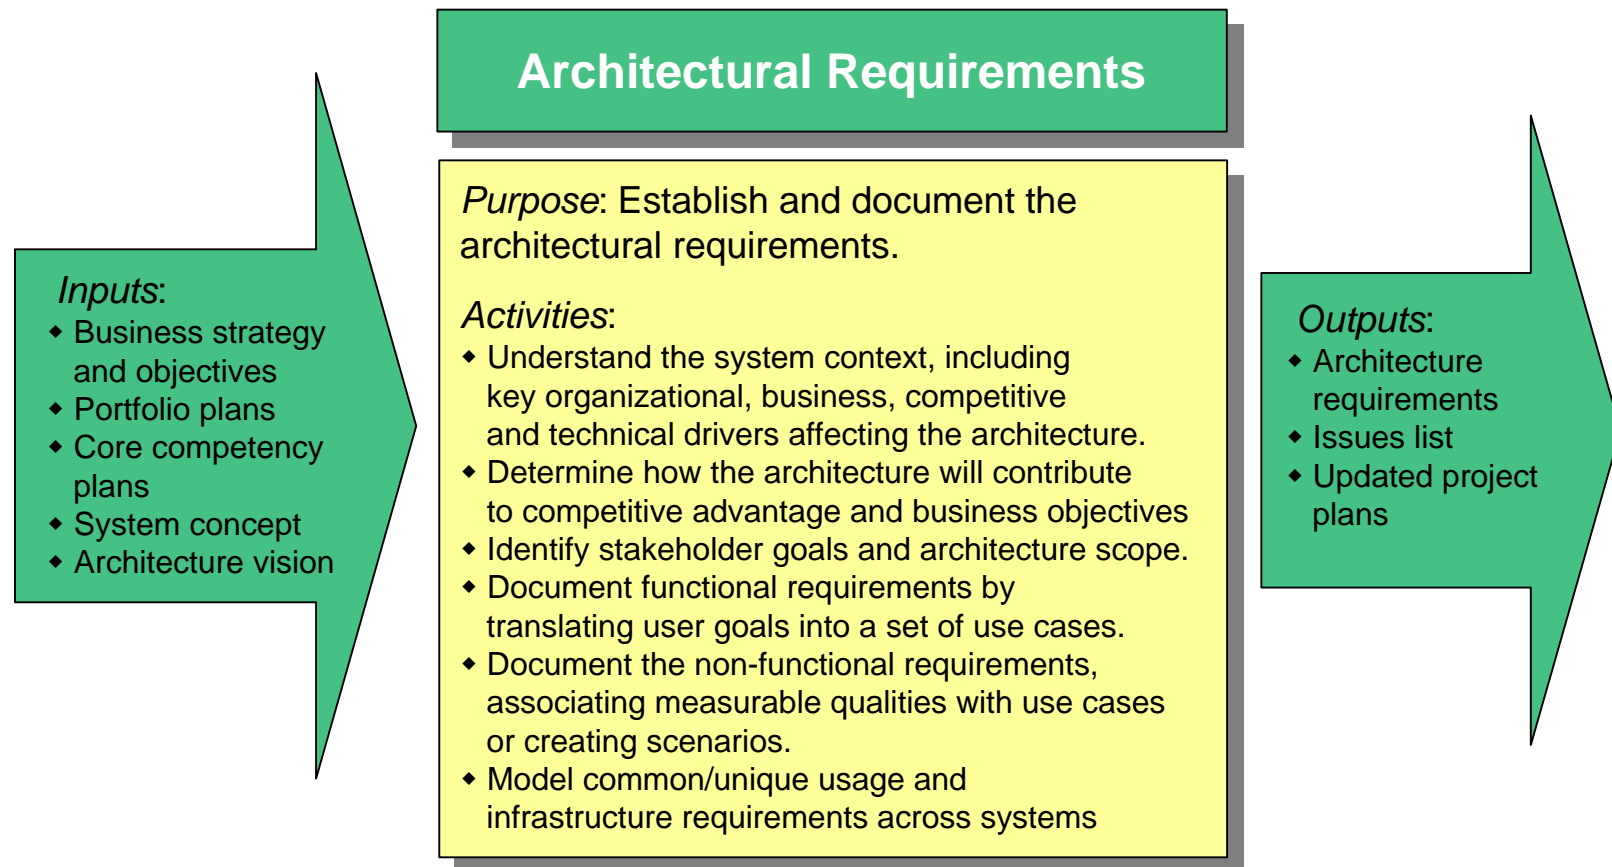 Architectural Requirements
Inputs:
◆ Business strategy
and objectives
◆ Portfolio plans
◆ Core competency
plans
◆ System concept
◆ Architecture vision
Purpose: Establish and document the
architectural requirements.
Activities:
◆ Understand the system context, including
key organizational, business, competitive
and technical drivers affecting the architecture.
◆ Determine how the architecture will contribute
to competitive advantage and business objectives
◆ Identify stakeholder goals and architecture scope.
◆ Document functional requirements by
translating user goals into a set of use cases.
◆ Document the non-functional requirements,
associating measurable qualities with use cases
or creating scenarios.
◆ Model common/unique usage and
infrastructure requirements across systems
Outputs:
◆ Architecture
requirements
◆ Issues list
◆ Updated project
plans